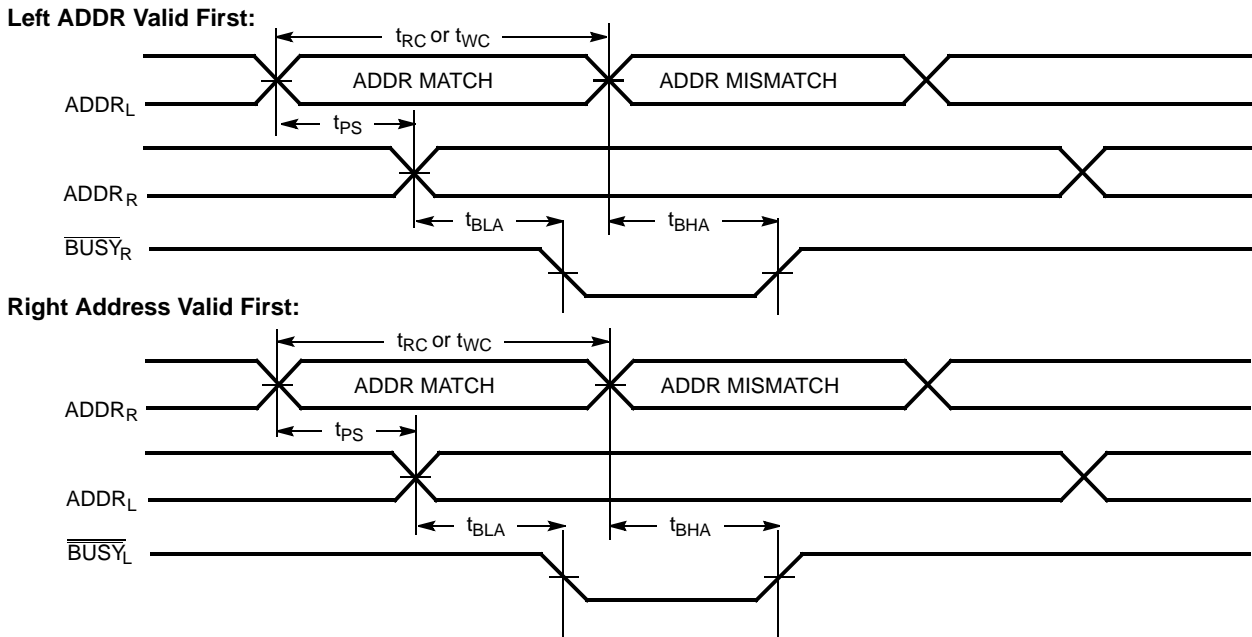 Left ADDR Valid First:
tRC or tWC
ADDR MATCH ADDR MISMATCH
ADDRL
tPS
ADDRR
tBLA tBHA
BUSYR
Right Address Valid First:
tRC or tWC
ADDR MATCH ADDR MISMATCH
ADDRR
tPS
ADDRL
tBLA tBHA
BUSYL